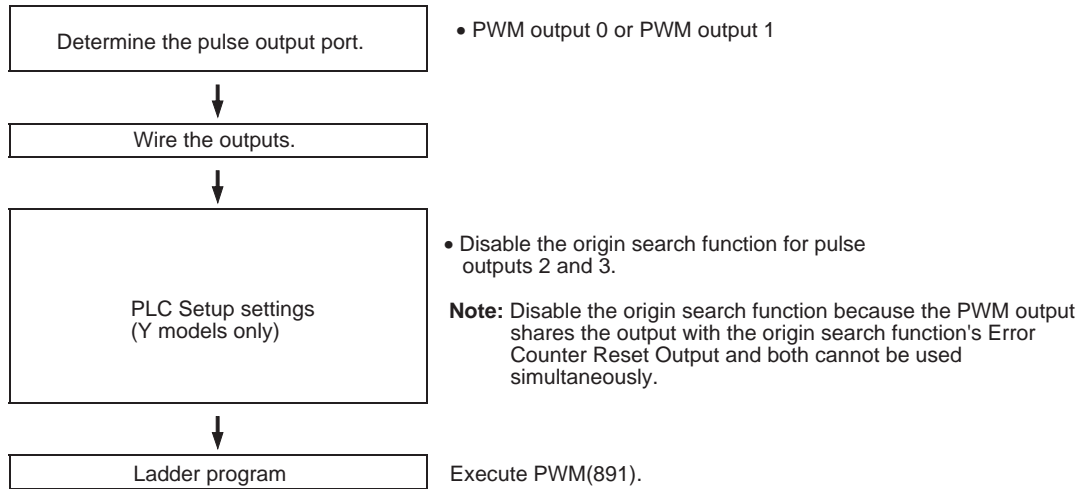 Determine the pulse output port.
• PWM output 0 or PWM output 1
Wire the outputs.
PLC Setup settings
(Y models only)
• Disable the origin search function for pulse
outputs 2 and 3.
Note: Disable the origin search function because the PWM output
shares the output with the origin search function's Error
Counter Reset Output and both cannot be used
simultaneously.
Ladder program
Execute PWM(891).